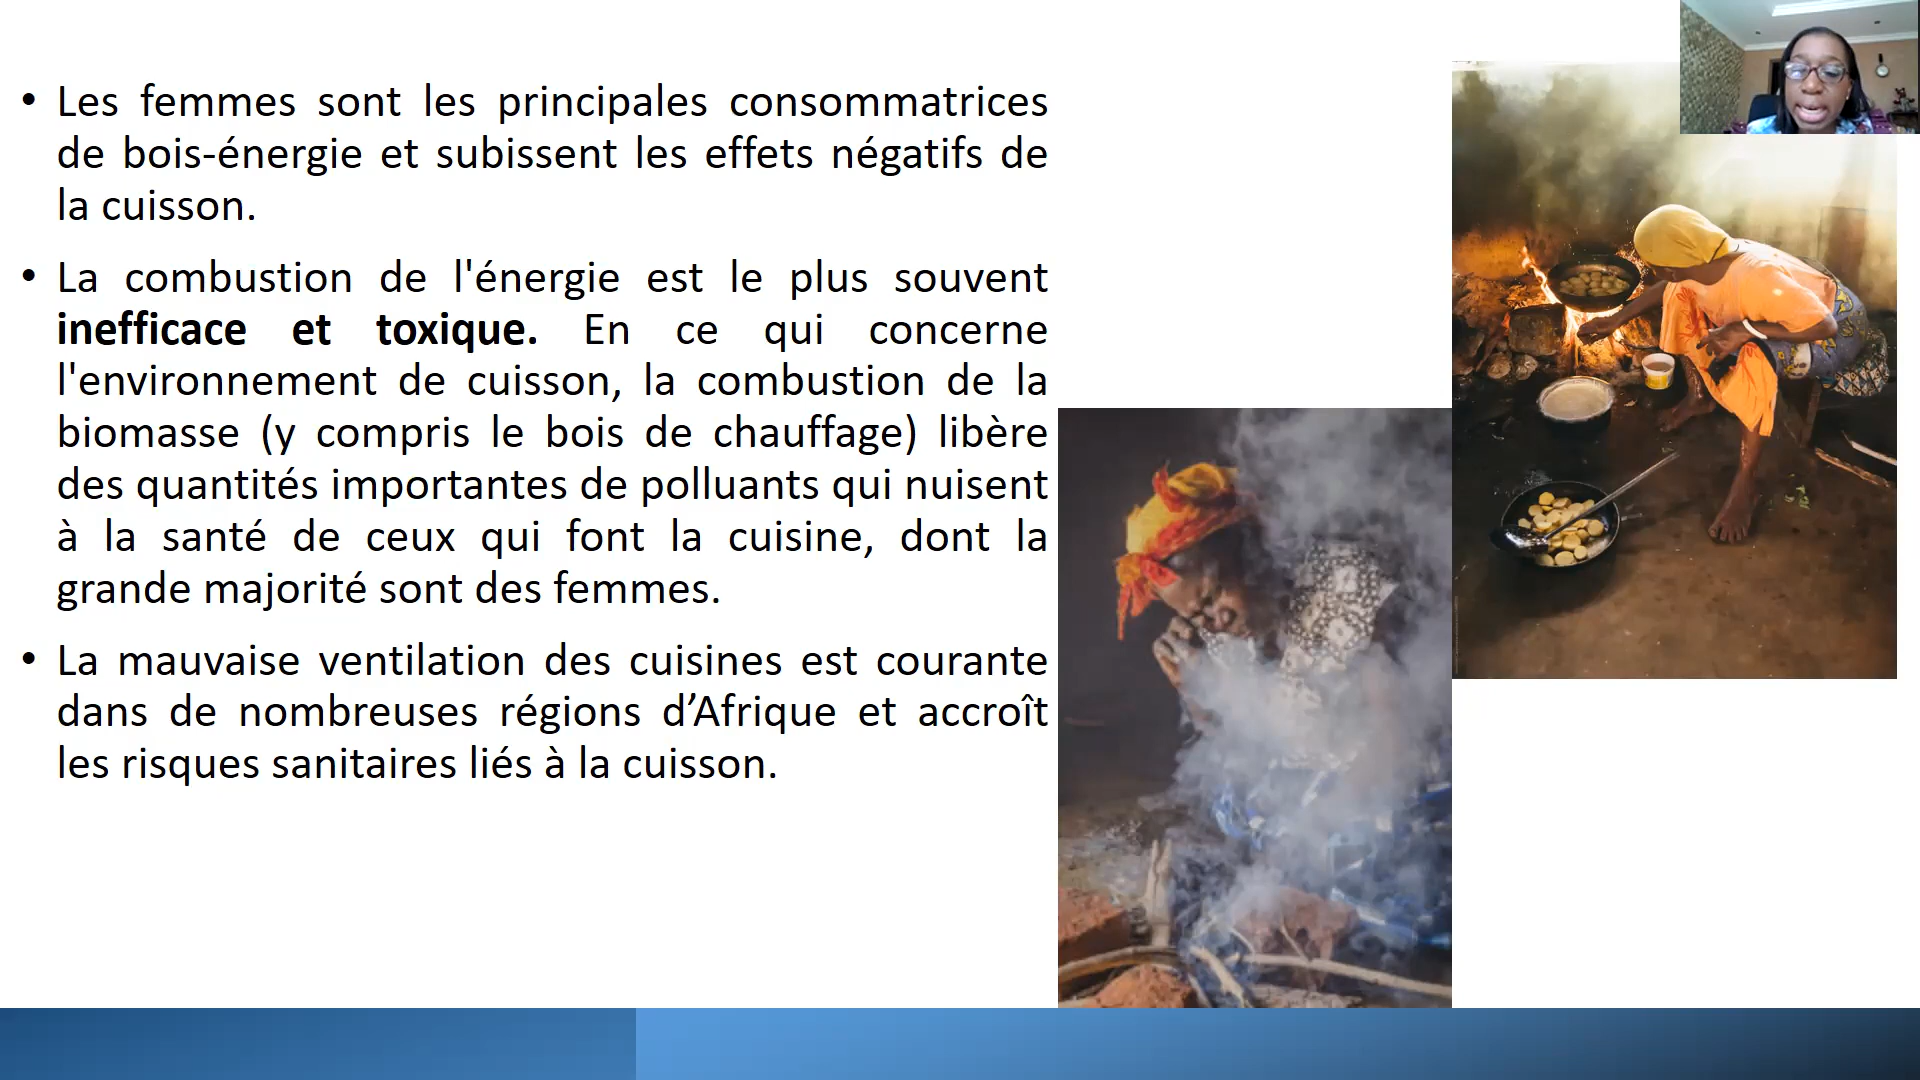 • Les femmes sont les principales consommatrices
de bois-énergie et subissent les effets négatifs de
la cuisson.
• La combustion de l'énergie est le plus souvent
inefficace et toxique. En ce qui concerne
l'environnement de cuisson, la combustion de la
biomasse (y compris le bois de chauffage) libère
des quantités importantes de polluants qui nuisent
à la santé de ceux qui font la cuisine, dont la
grande majorité sont des femmes.
• La mauvaise ventilation des cuisines est courante
dans de nombreuses régions d’Afrique et accroît
les risques sanitaires liés à la cuisson.